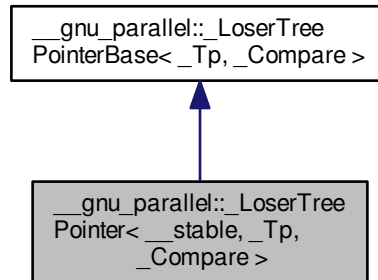 __gnu_parallel::_LoserTree
PointerBase< _Tp, _Compare >
__gnu_parallel::_LoserTree
Pointer< __stable, _Tp,
_Compare >